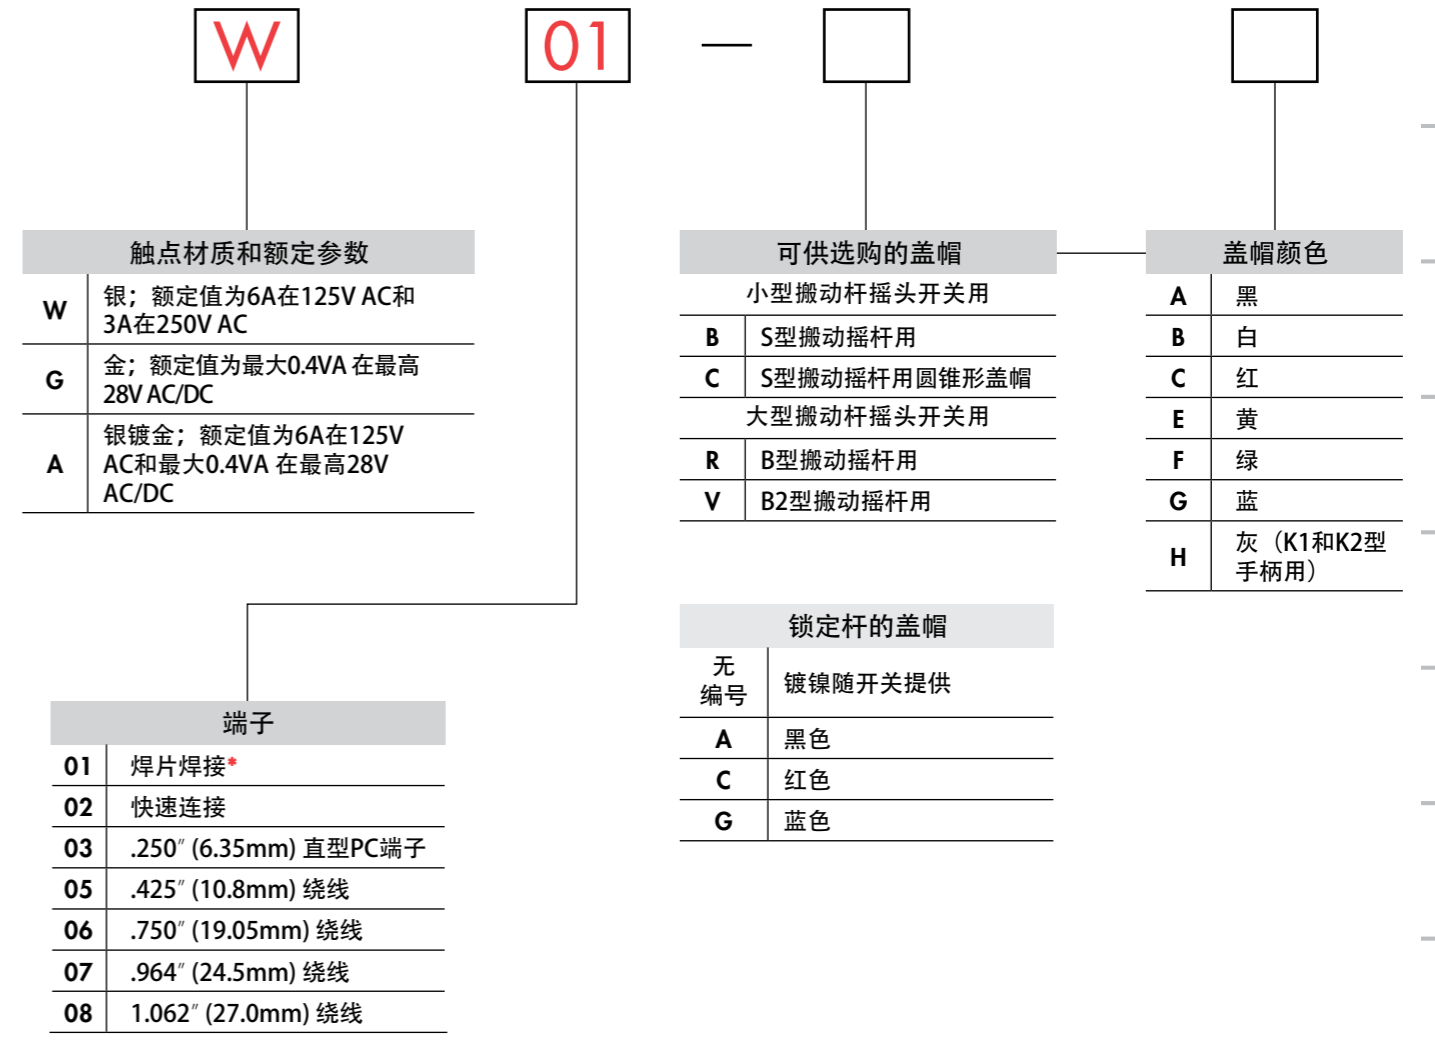 W 01 —
触点材质和额定参数
W 银；额定值为6A在125V AC和
3A在250V AC
G 金；额定值为最大0.4VA 在最高
28V AC/DC
A 银镀金；额定值为6A在125V
AC和最大0.4VA 在最高28V
AC/DC
端子
01 焊片焊接*
02 快速连接
03 .250″ (6.35mm) 直型PC端子
05 .425″ (10.8mm) 绕线
06 .750″ (19.05mm) 绕线
07 .964″ (24.5mm) 绕线
08 1.062″ (27.0mm) 绕线
可供选购的盖帽
小型搬动杆摇头开关用
B S型搬动摇杆用
C S型搬动摇杆用圆锥形盖帽
大型搬动杆摇头开关用
R B型搬动摇杆用
V B2型搬动摇杆用
锁定杆的盖帽
无
编号 镀镍随开关提供
A 黑色
C 红色
G 蓝色
盖帽颜色
A 黑
B 白
C 红
E 黄
F 绿
G 蓝
H 灰（K1和K2型
手柄用）